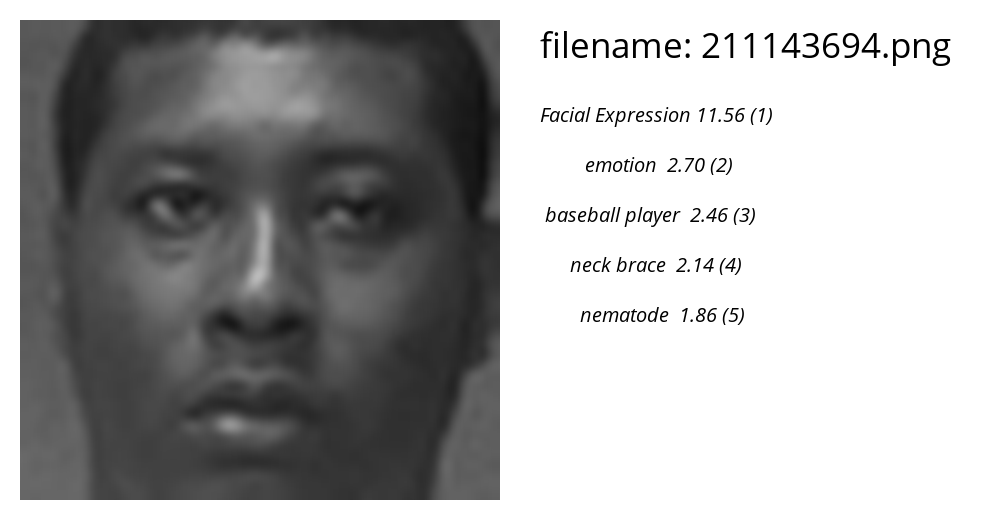 filename: 211143694.png
Facial Expression 11.56 (1)
emotion 2.70 (2)
baseball player 2.46 (3)
neck brace 2.14 (4)
nematode 1.86 (5)